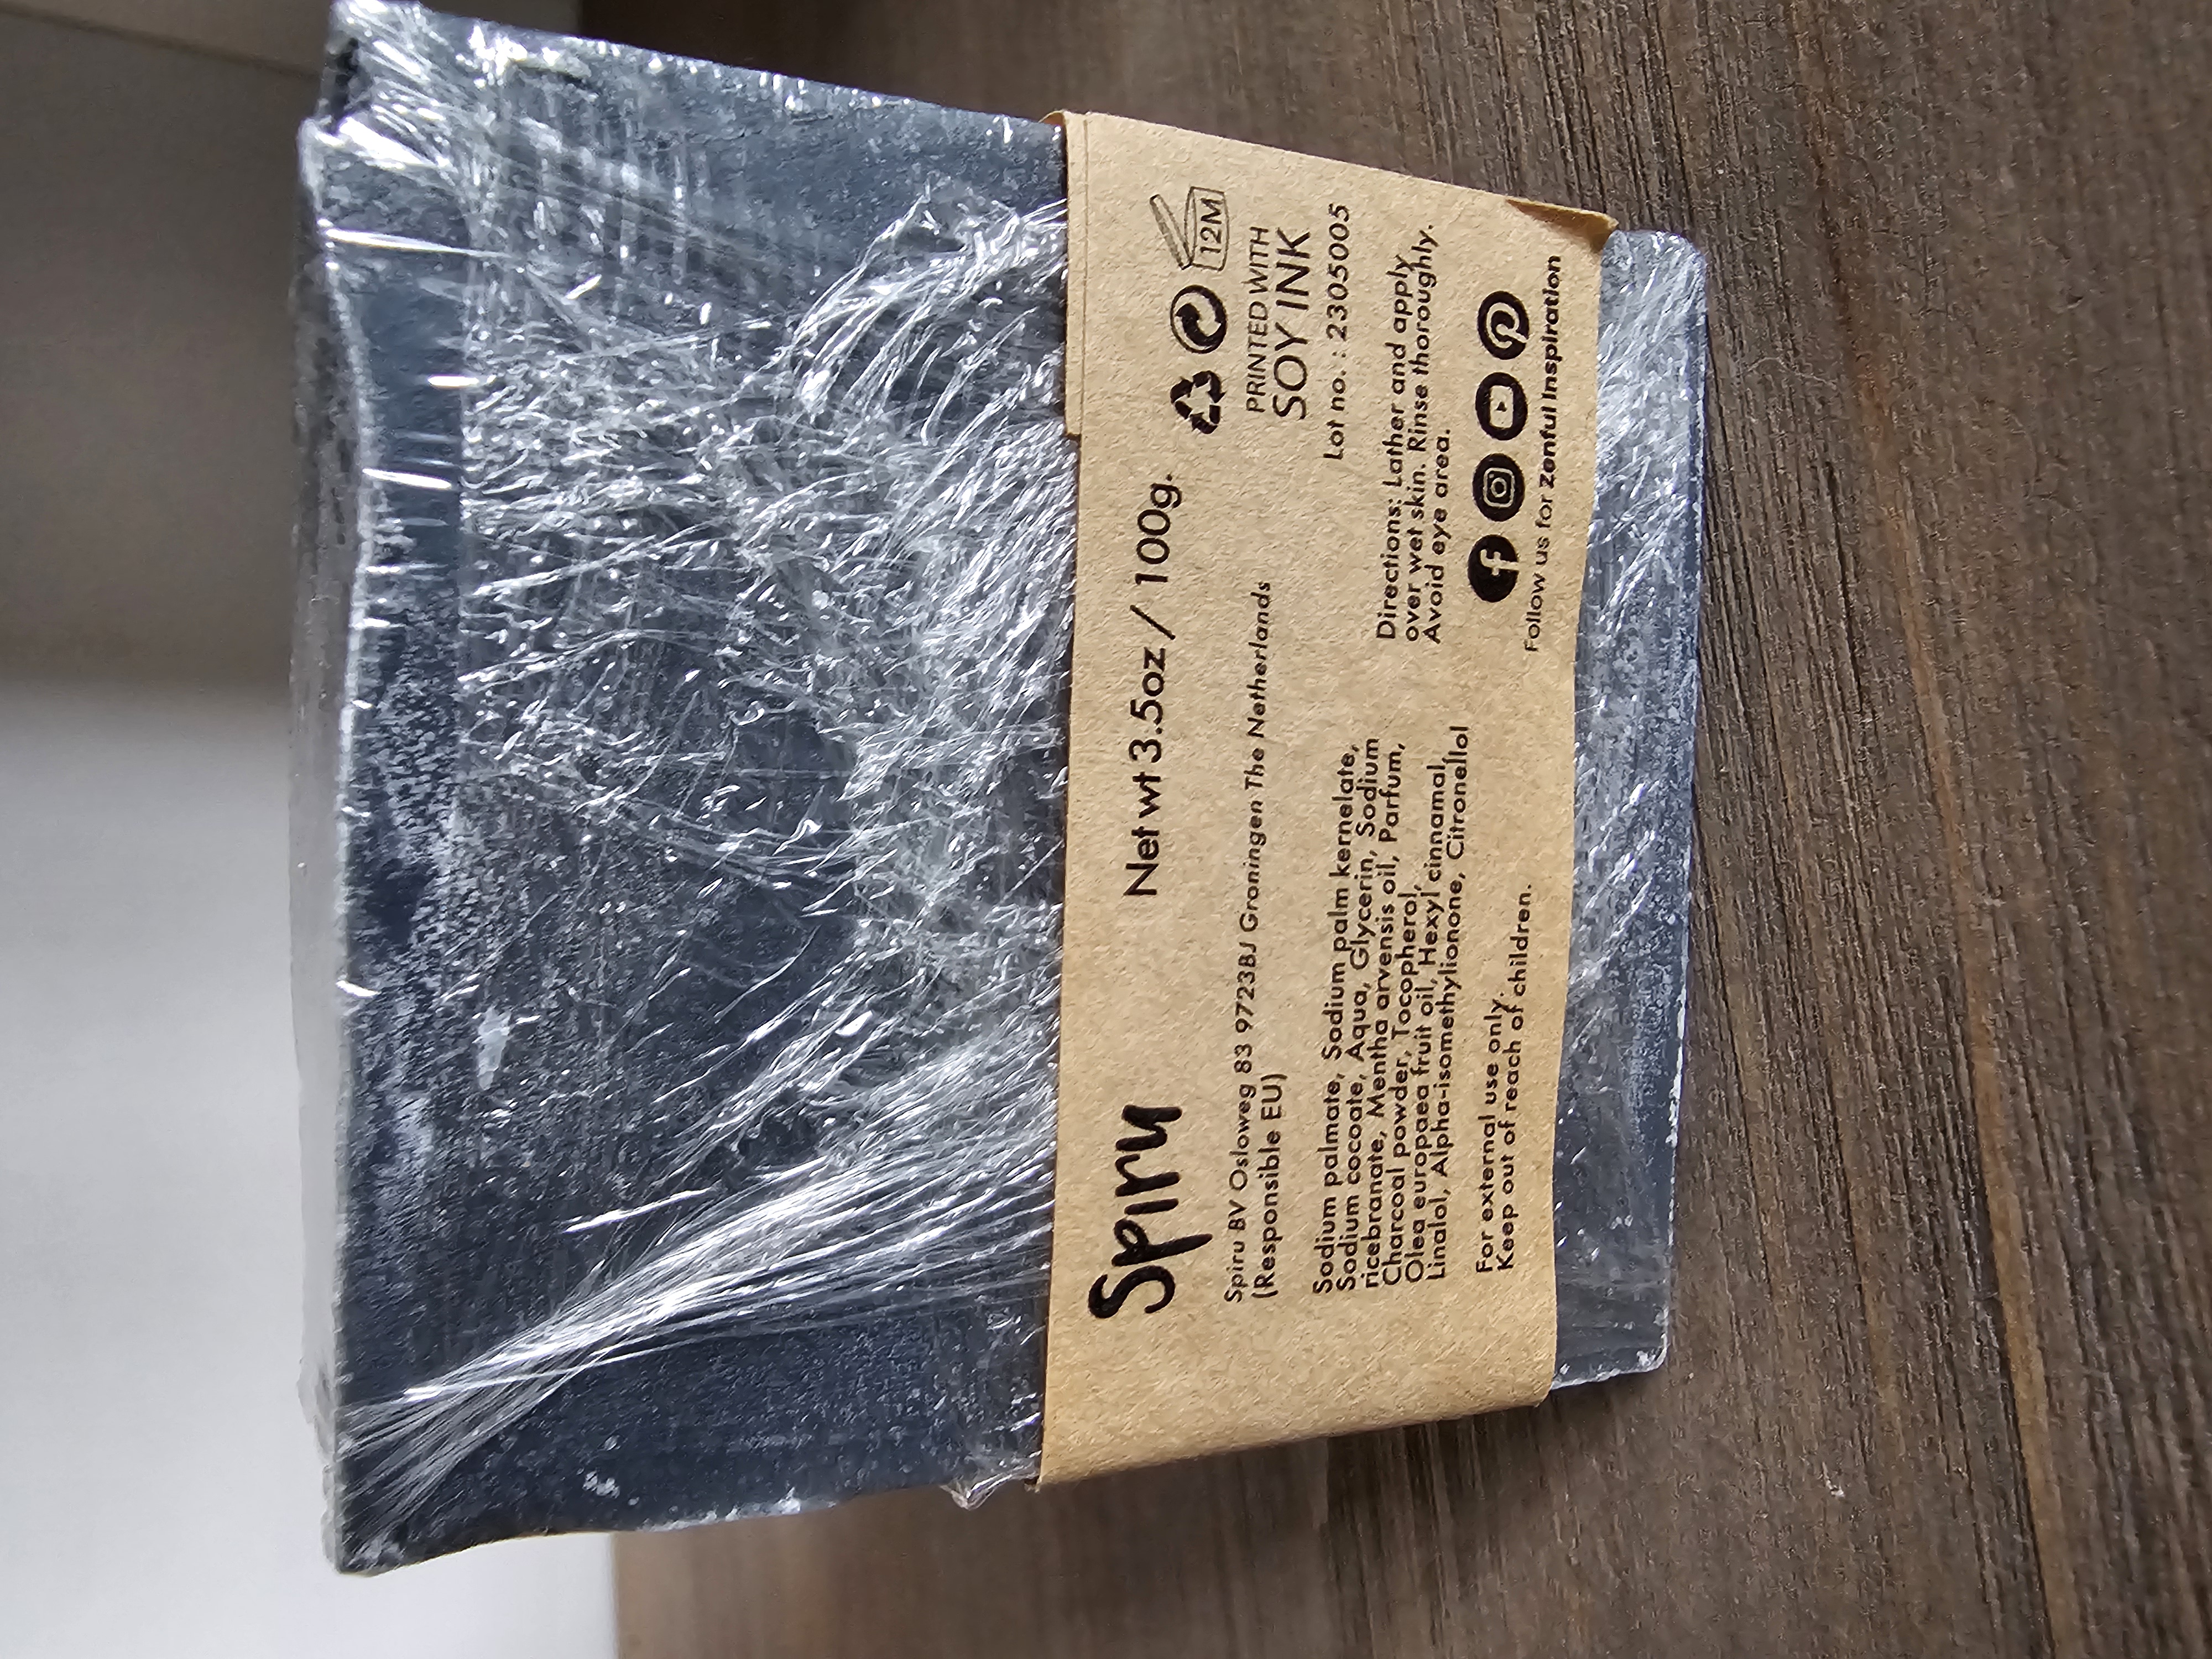 Spiru
Net wt 3.5oz / 100g.
12M
Spiru BV Osloweg 83 9723BJ Groningen The Netherlands
(Responsible EU)
PRINTED WITH
SOY INK
Lot no. : 2305005
Sodium palmate, Sodium palm kernelate,
Sodium cocoate, Aqua, Glycerin, Sodium
ricebranate, Mentha arvensis oil, Parfum,
Charcoal powder, Tocopherol,
Olea europaea fruit oil, Hexyl cinnamal,
Linalol, Alpha-isomethylionone, Citronellol
For external use only.
Keep out of reach of children.
Directions: Lather and apply
over wet skin. Rinse thoroughly.
Avoid eye area.
Follow us for Zenful Inspiration